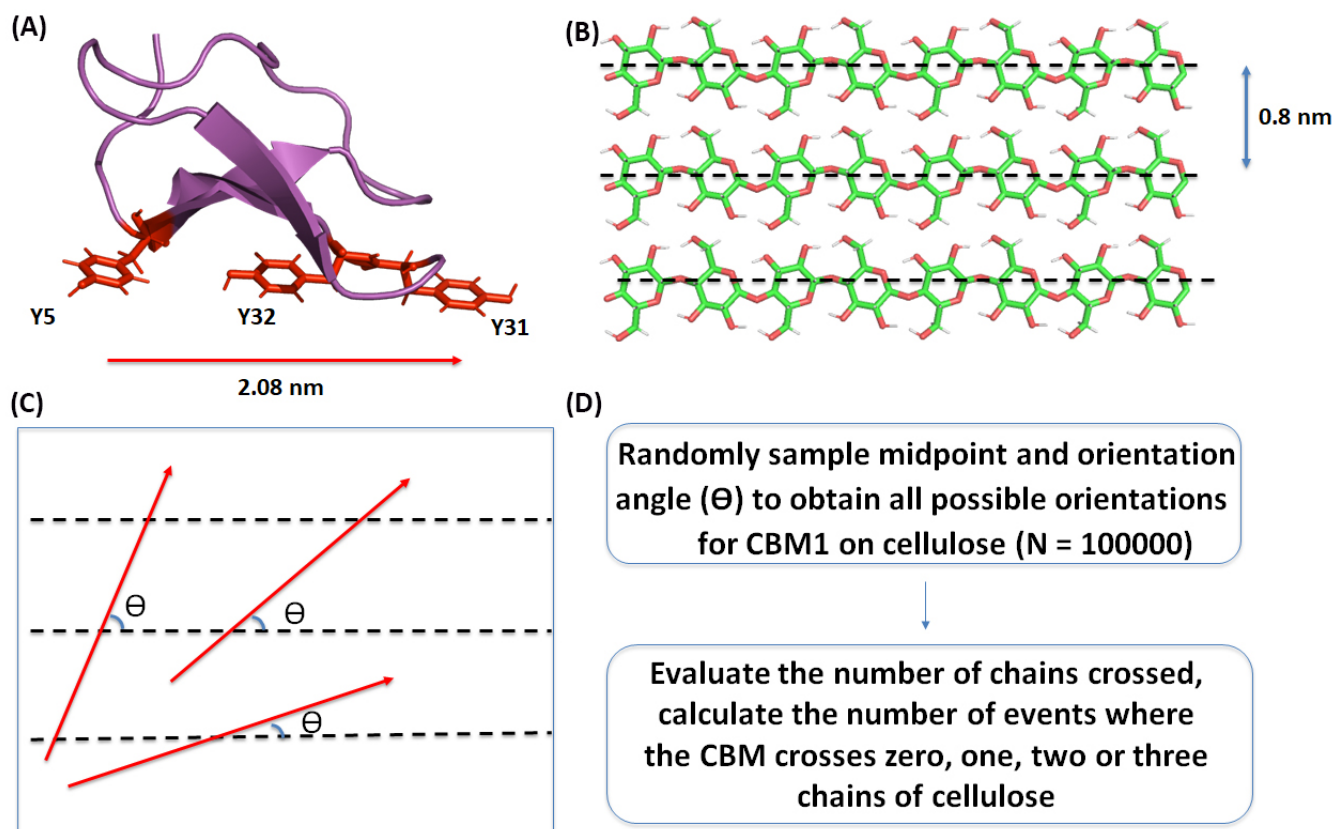 (A)
Y5
Y32
Y31
2.08 nm
(B)
0.8 nm
(C)
ϴ
ϴ
ϴ
(D)
Randomly sample midpoint and orientation
angle (ϴ) to obtain all possible orientations
for CBM1 on cellulose (N = 100000)
Evaluate the number of chains crossed,
calculate the number of events where
the CBM crosses zero, one, two or three
chains of cellulose